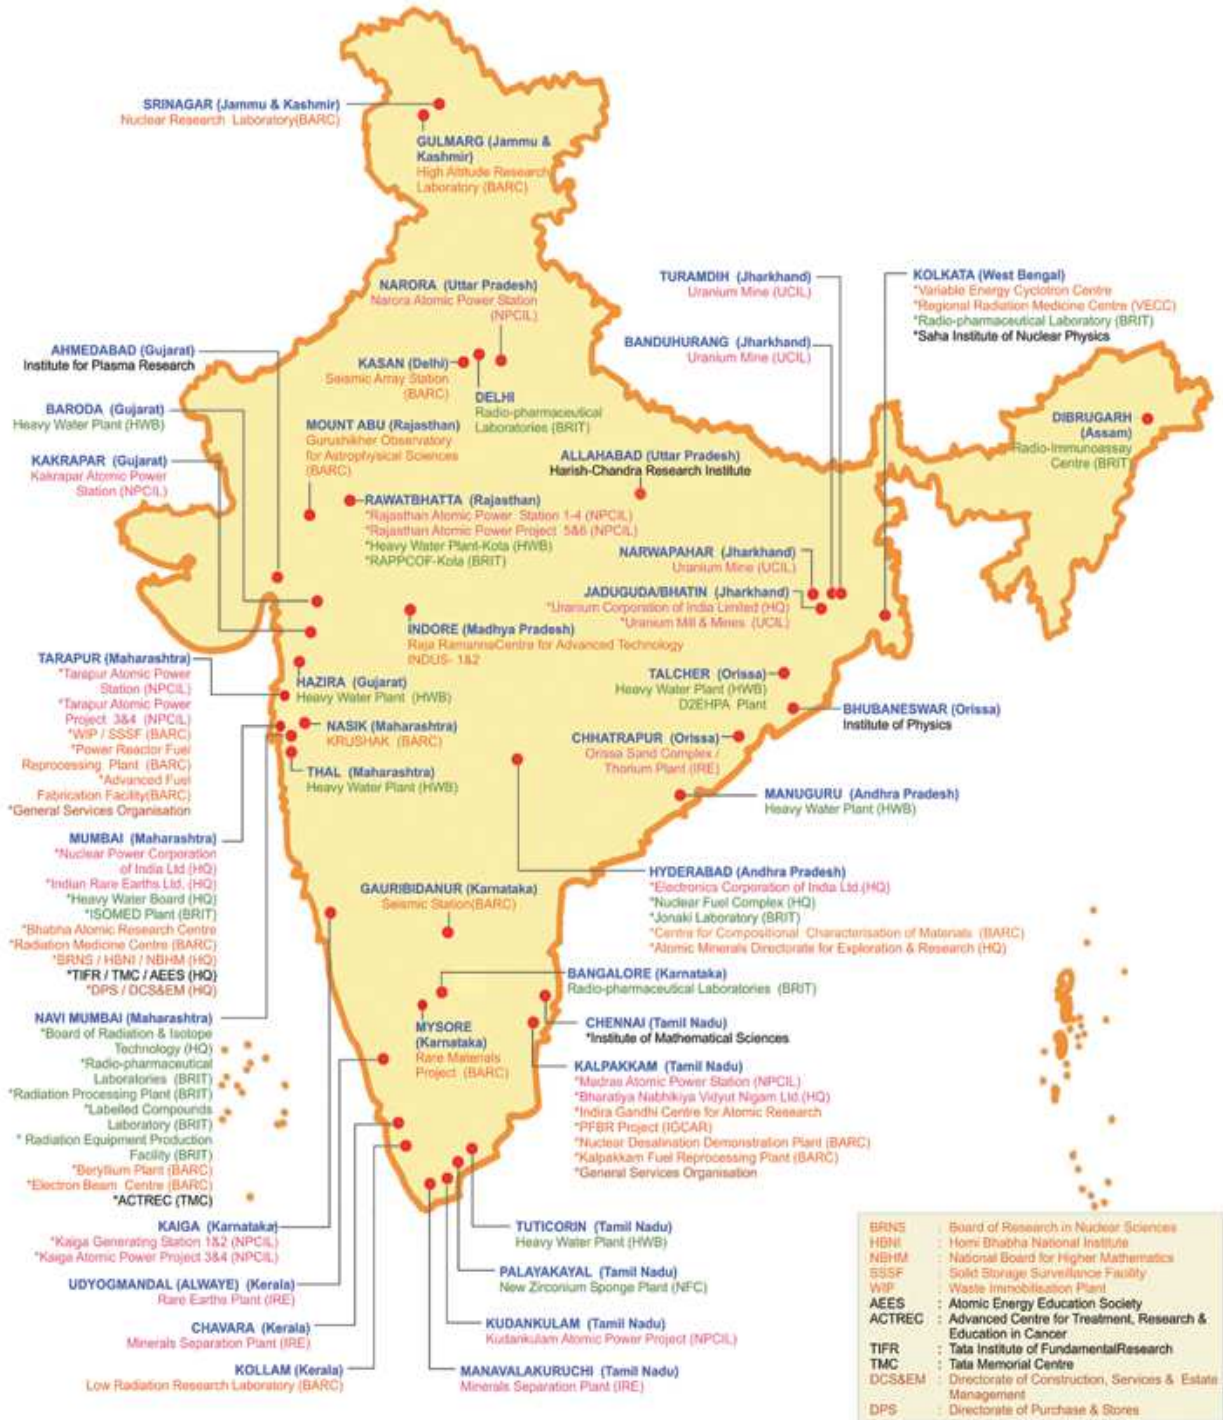 SRINAGAR (Jammu & Kashmir)
Nuclear Research Laboratory(BARC)
GULMARG (Jammu &
Kashmir)
High Altitude Research
Laboratory (BARC)
NARORA (Uttar Pradesh)
Narora Atomic Power Station
(NPCIL)
TURAMDIH (Jharkhand)
Uranium Mine (UCIL)
KOLKATA (West Bengal)
*Variable Energy Cyclotron Centre
*Regional Radiation Medicine Centre (VECC)
*Radio-pharmaceutical Laboratory (BRIT)
*Saha Institute of Nuclear Physics
BANDUHURANG (Jharkhand)
Uranium Mine (UCIL)
AHMEDABAD (Gujarat)
Institute for Plasma Research
KASAN (Delhi)
Seismic Array Station
(BARC)
DELHI
Radio-pharmaceutical
Laboratories (BRIT)
BARODA (Gujarat)
Heavy Water Plant (HWB)
DIBRUGARH
(Assam)
Radio-Immunoassay
Centre (BRIT)
MOUNT ABU (Rajasthan)
Gurushikher Observatory
for Astrophysical Sciences
(BARC)
KAKRAPAR (Gujarat)
Kakrapar Atomic Power
Station (NPCIL)
ALLAHABAD (Uttar Pradesh)
Harish-Chandra Research Institute
RAWATBHATTA (Rajasthan)
*Rajasthan Atomic Power Station 1-4 (NPCIL)
*Rajasthan Atomic Power Project 5&6 (NPCIL)
*Heavy Water Plant-Kota (HWB)
*RAPPCOF-Kota (BRIT)
NARWAPAHAR (Jharkhand)
Uranium Mine (UCIL)
JADUGUDA/BHATIN (Jharkhand)
*Uranium Corporation of India Limited (HQ)
*Uranium Mill & Mines (UCIL)
INDORE (Madhya Pradesh)
Raja RamannaCentre for Advanced Technology
INDUS- 1&2
TARAPUR (Maharashtra)
*Tarapur Atomic Power
Station (NPCIL)
*Tarapur Atomic Power
Project 3&4 (NPCIL)
*WIP / SSSF (BARC)
*Power Reactor Fuel
Reprocessing Plant (BARC)
*Advanced Fuel
Fabrication Facility(BARC)
*General Services Organisation
HAZIRA (Gujarat)
Heavy Water Plant (HWB)
TALCHER (Orissa)
Heavy Water Plant (HWB)
D2EHPA Plant
BHUBANESWAR (Orissa)
Institute of Physics
NASIK (Maharashtra)
KRUSHAK (BARC)
CHHATRAPUR (Orissa)
Orissa Sand Complex /
Thorium Plant (IRE)
THAL (Maharashtra)
Heavy Water Plant (HWB)
MANUGURU (Andhra Pradesh)
Heavy Water Plant (HWB)
MUMBAI (Maharashtra)
*Nuclear Power Corporation
of India Ltd (HQ)
*Indian Rare Earths Ltd. (HQ)
*Heavy Water Board (HQ)
*ISOMED Plant (BRIT)
*Bhabha Atomic Research Centre
*Radiation Medicine Centre (BARC)
*BRNS / HBNI / NBHM (HQ)
*TIFR / TMC / AEES (HQ)
*DPS / DCS&EM (HQ)
HYDERABAD (Andhra Pradesh)
*Electronics Corporation of India Ltd.(HQ)
*Nuclear Fuel Complex (HQ)
*Jonaki Laboratory (BRIT)
*Centre for Compositional Characterisation of Materials (BARC)
*Atomic Minerals Directorate for Exploration & Research (HQ)
GAURIBIDANUR (Karnataka)
Seismic Station(BARC)
BANGALORE (Karnataka)
Radio-pharmaceutical Laboratories (BRIT)
NAVI MUMBAI (Maharashtra)
*Board of Radiation & Isotope
Technology (HQ)
*Radio-pharmaceutical
Laboratories (BRIT)
*Radiation Processing Plant (BRIT)
*Labelled Compounds
Laboratory (BRIT)
* Radiation Equipment Production
Facility (BRIT)
*Beryllium Plant (BARC)
*Electron Beam Centre (BARC)
*ACTREC (TMC)
MYSORE
(Karnataka)
Rare Materials
Project (BARC)
CHENNAI (Tamil Nadu)
*Institute of Mathematical Sciences
KALPAKKAM (Tamil Nadu)
*Madras Atomic Power Station (NPCIL)
*Bharatiya Nabhikiya Vidyut Nigam Ltd.(HQ)
*Indira Gandhi Centre for Atomic Research
*PFBR Project (IGCAR)
*Nuclear Desalination Demonstration Plant (BARC)
*Kalpakkam Fuel Reprocessing Plant (BARC)
*General Services Organisation
KAIGA (Karnataka)
*Kaiga Generating Station 1&2 (NPCIL)
*Kaiga Atomic Power Project 3&4 (NPCIL)
UDYOGMANDAL (ALWAYE) (Kerala)
Rare Earths Plant (IRE)
CHAVARA (Kerala)
Minerals Separation Plant (IRE)
KOLLAM (Kerala)
Low Radiation Research Laboratory (BARC)
TUTICORIN (Tamil Nadu)
Heavy Water Plant (HWB)
PALAYAKAYAL (Tamil Nadu)
New Zirconium Sponge Plant (NFC)
KUDANKULAM (Tamil Nadu)
Kudankulam Atomic Power Project (NPCIL)
MANAVALAKURUCHI (Tamil Nadu)
Minerals Separation Plant (IRE)
BRNS : Board of Research in Nuclear Sciences
HBNI : Homi Bhabha National Institute
NBHM : National Board for Higher Mathematics
SSSF : Solid Storage Surveillance Facility
WIP : Waste Immobilisation Plant
AEES : Atomic Energy Education Society
ACTREC : Advanced Centre for Treatment, Research &
Education in Cancer
TIFR : Tata Institute of FundamentalResearch
TMC : Tata Memorial Centre
DCS&EM : Directorate of Construction, Services & Estate
Management
DPS : Directorate of Purchase & Stores